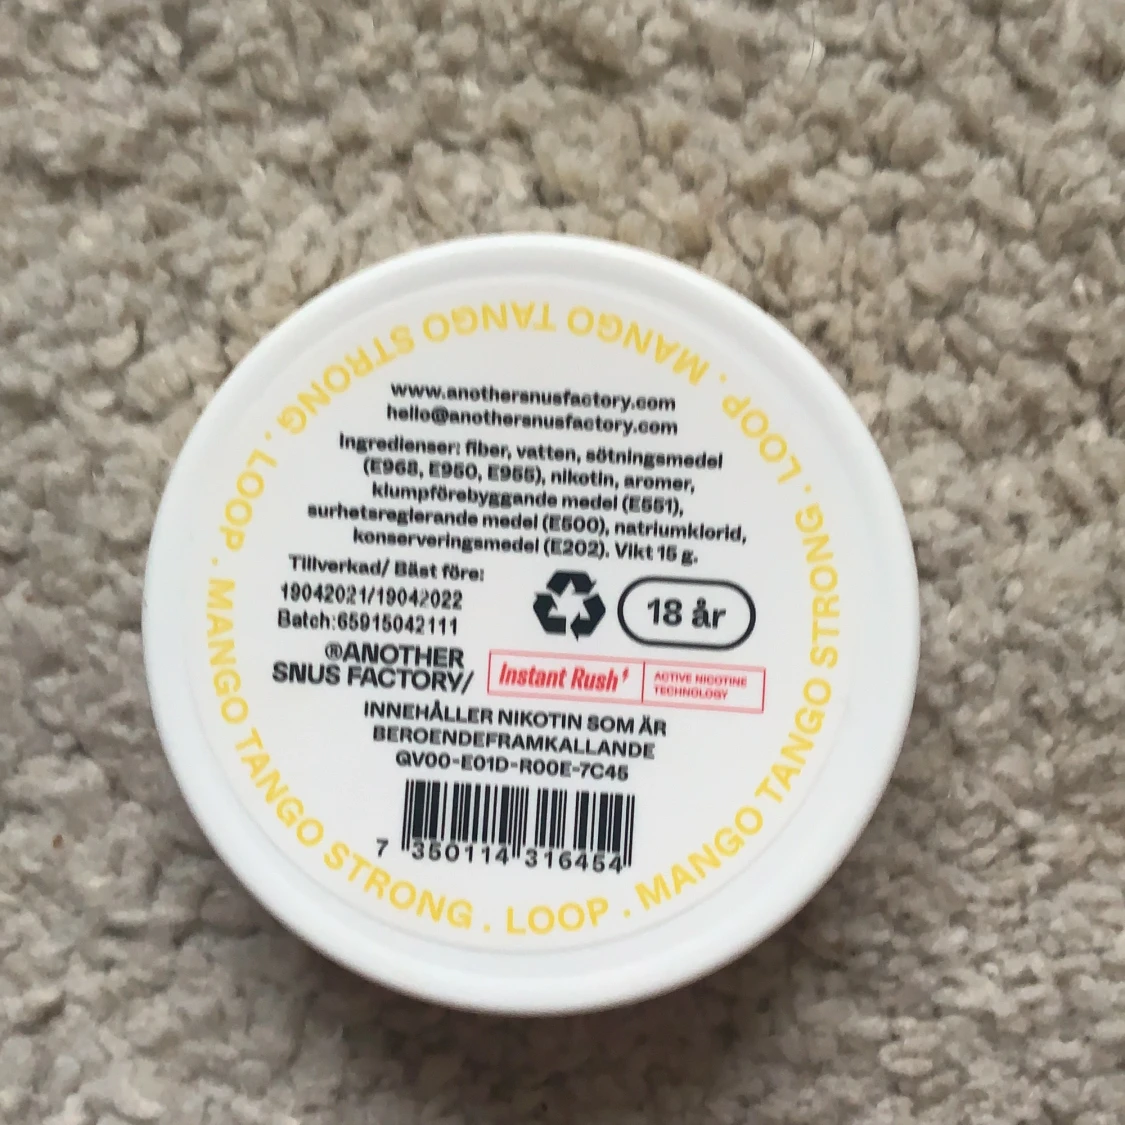 MANGO TANGO STRONG . LOOP . MANGO TANGO STRONG . LOOP . MANGO TANGO STRONG . LOOP .
www.anothersnusfactory.com
hello@anothersnusfactory.com
Ingredienser: fiber, vatten, sötningsmedel
(E968, E950, E955), nikotin, aromer,
klumpförebyggande medel (E551),
surhetsreglerande medel (E500), natriumklorid,
konserveringsmedel (E202). Vikt 15 g.
Tillverkad/ Bäst före:
19042021/19042022
Batch:65915042111
18 år
®ANOTHER
SNUS FACTORY/
Instant Rush
ACTIVE NICOTINE
TECHNOLOGY
INNEHÅLLER NIKOTIN SOM ÄR
BEROENDEFRAMKALLANDE
QV00-E01D-R00E-7C45
7 350114 316454